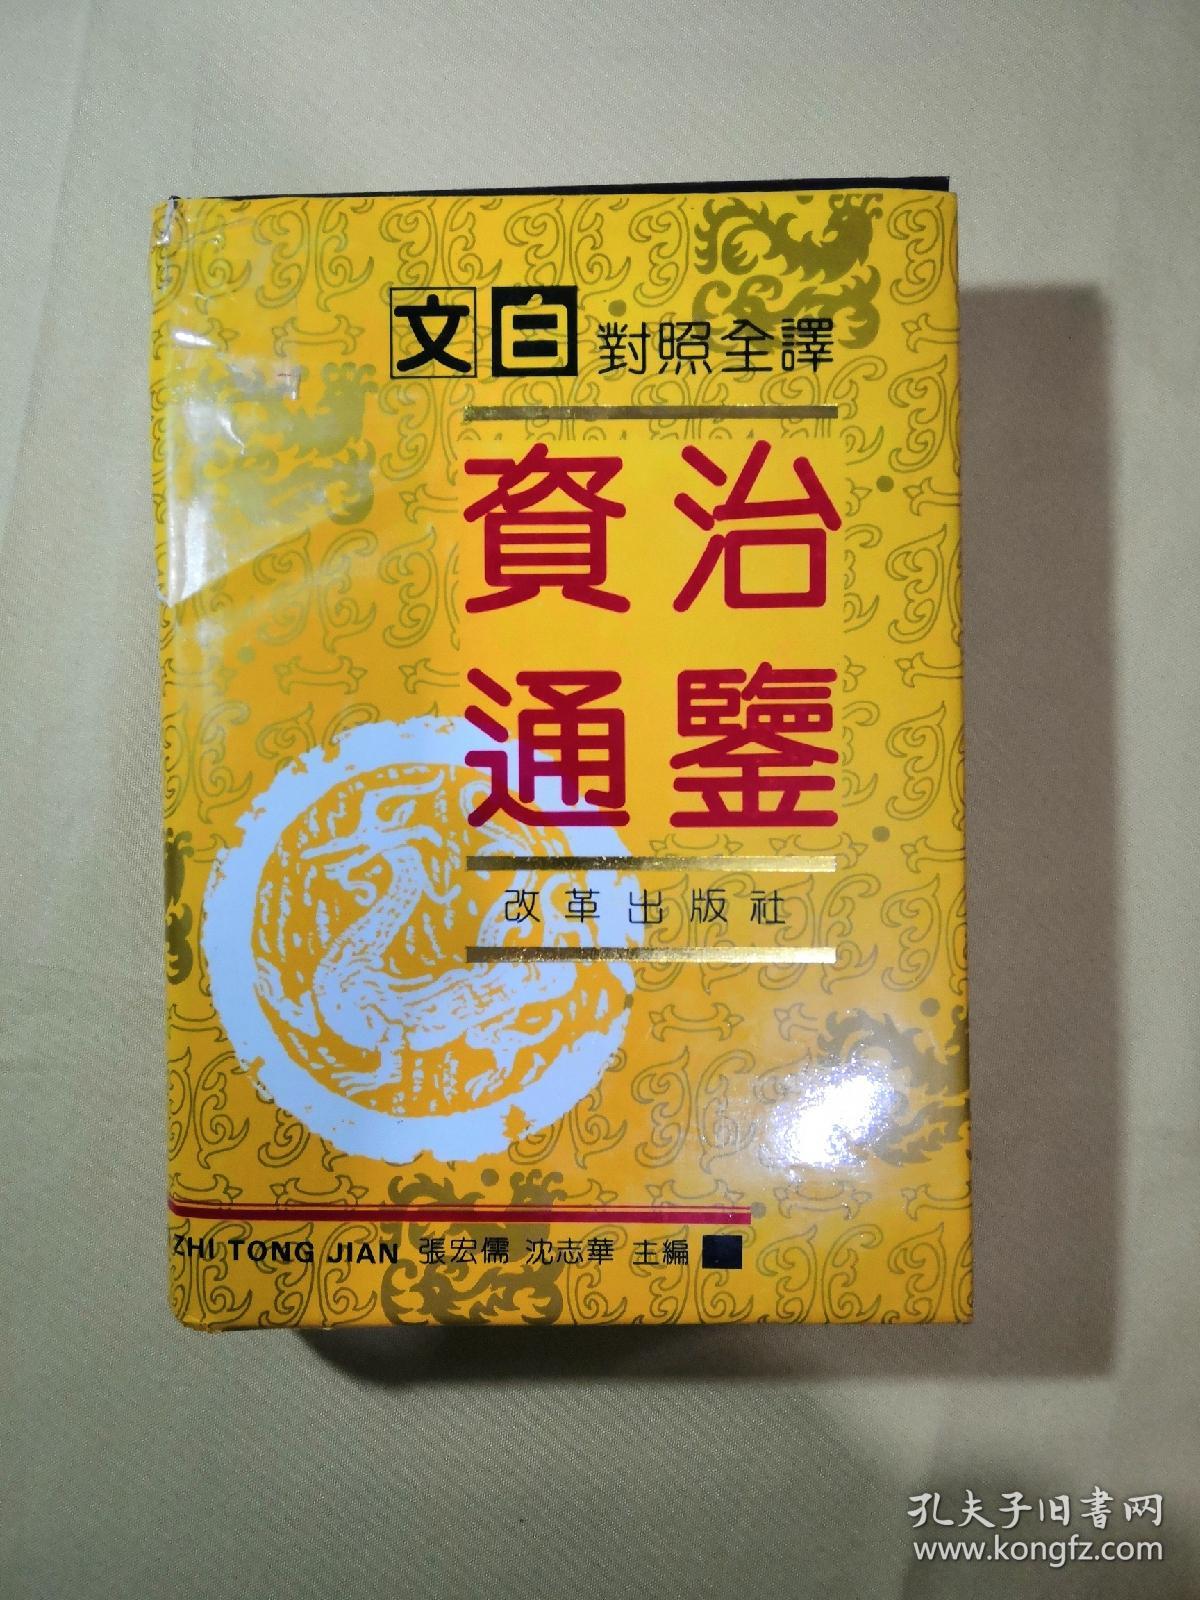 文白對照全譯
資治
通鑒
改革出版社
ZHI TONG JIAN 張宏儒 沈志華 主編
孔夫子旧书网
www.kongfz.com